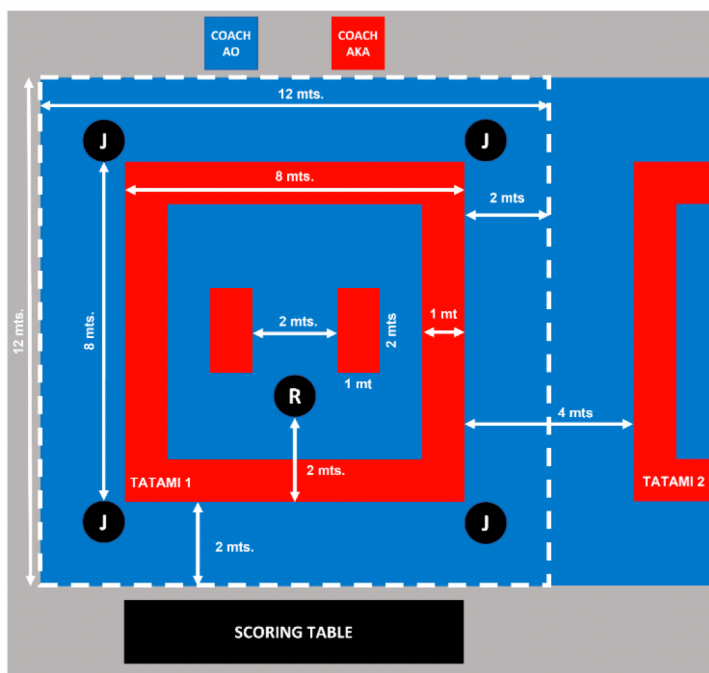 COACH
AO
COACH
AKA
12 mts.
J
J
8 mts.
2 mts
12 mts.
8 mts.
2 mts.
2 mts
1 mt
1 mt
R
4 mts
2 mts.
TATAMI 1
TATAMI 2
J
J
2 mts.
SCORING TABLE